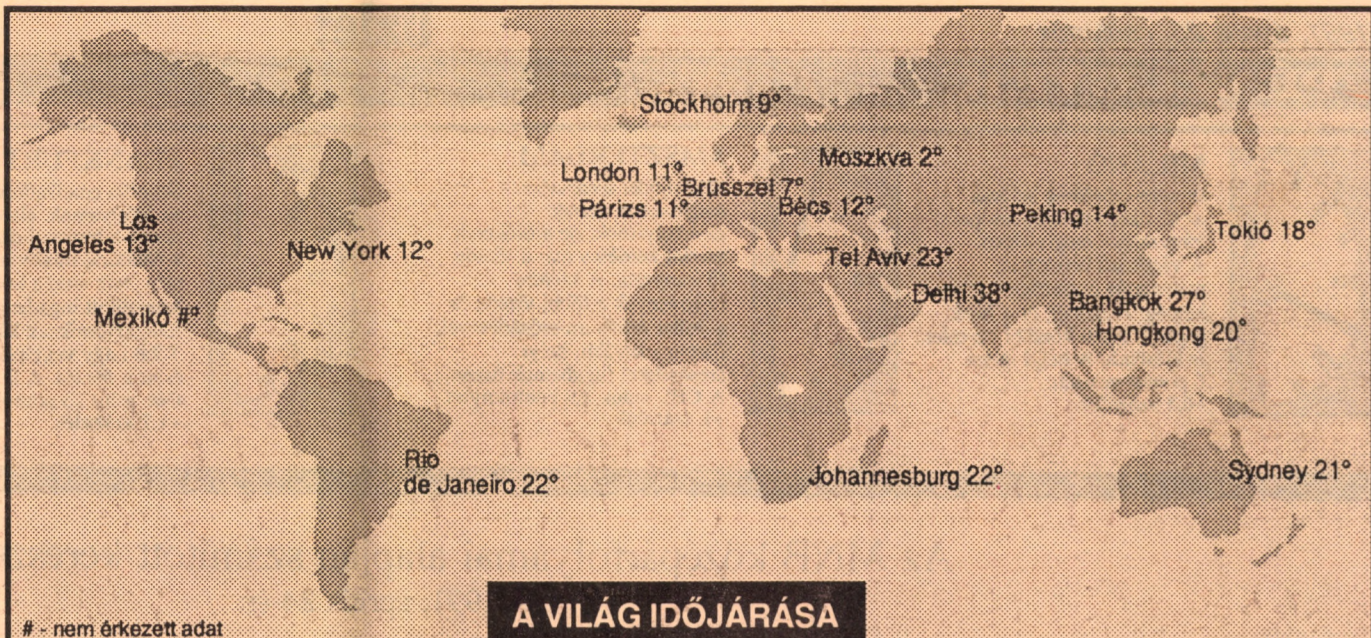 Stockholm 9°
Moszkva 2°
London 11°
Brüsszel 7°
Párizs 11°
Bécs 12°
Los
Angeles 13°
New York 12°
Peking 14°
Tokió 18°
Tel Aviv 23°
Delhi 38°
Mexikó #°
Bangkok 27°
Hongkong 20°
Rio
de Janeiro 22°
Johannesburg 22°
Sydney 21°
A VILÁG IDŐJÁRÁSA
# - nem érkezett adat